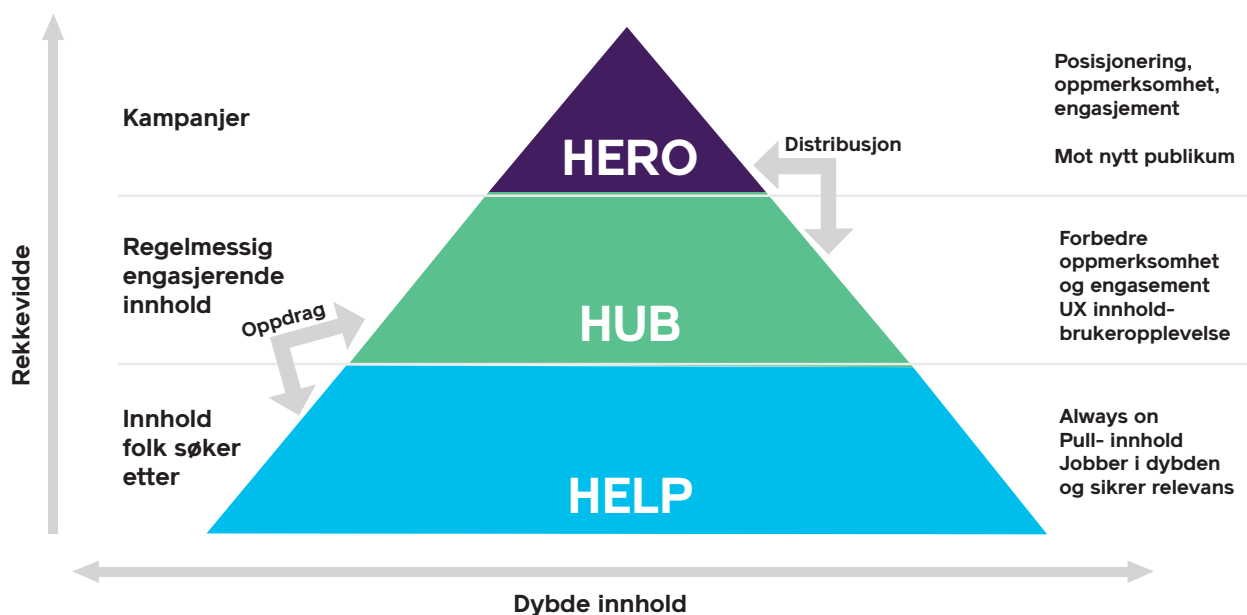 Posisjonering,
oppmerksomhet,
engasjement
Kampanjer
Distribusjon
HERO
Mot nytt publikum
Regelmessig
engasjerende
innhold
Forbedre
oppmerksomhet
og engasement
UX innhold-
brukeropplevelse
Rekkevidde
Oppdrag
HUB
Innhold
folk søker
etter
Always on
Pull- innhold
Jobber i dybden
og sikrer relevans
HELP
Dybde innhold